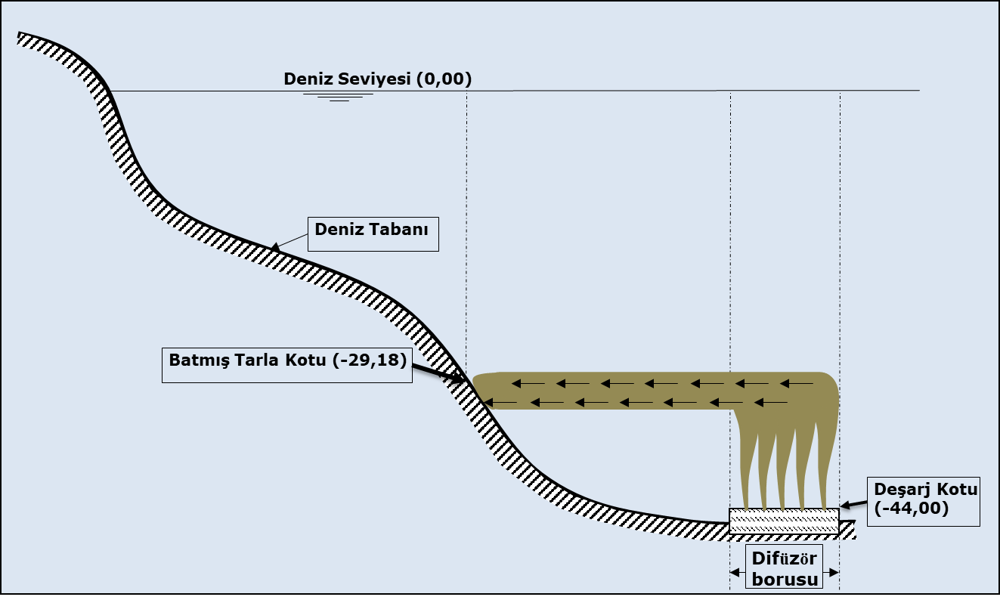 Deniz Seviyesi (0,00)
Deniz Tabanı
Batmış Tarla Kotu (-29,18)
Deşarj Kotu
(-44,00)
Difüzör
borusu